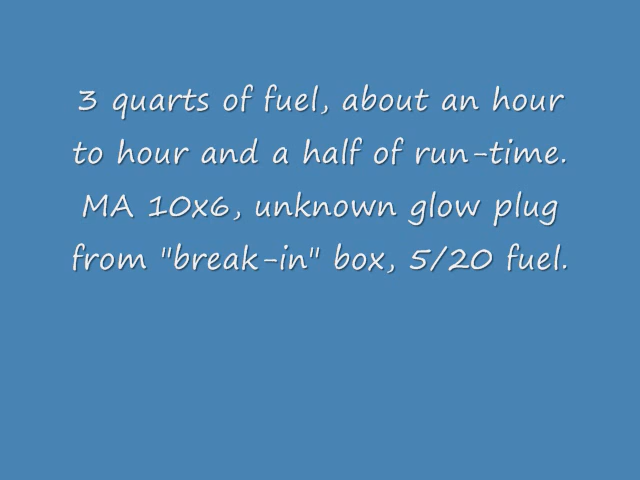 3 quarts of fuel, about an hour
to hour and a half of run-time.
MA 10x6, unknown glow plug
from "break-in" box, 5/20 fuel.